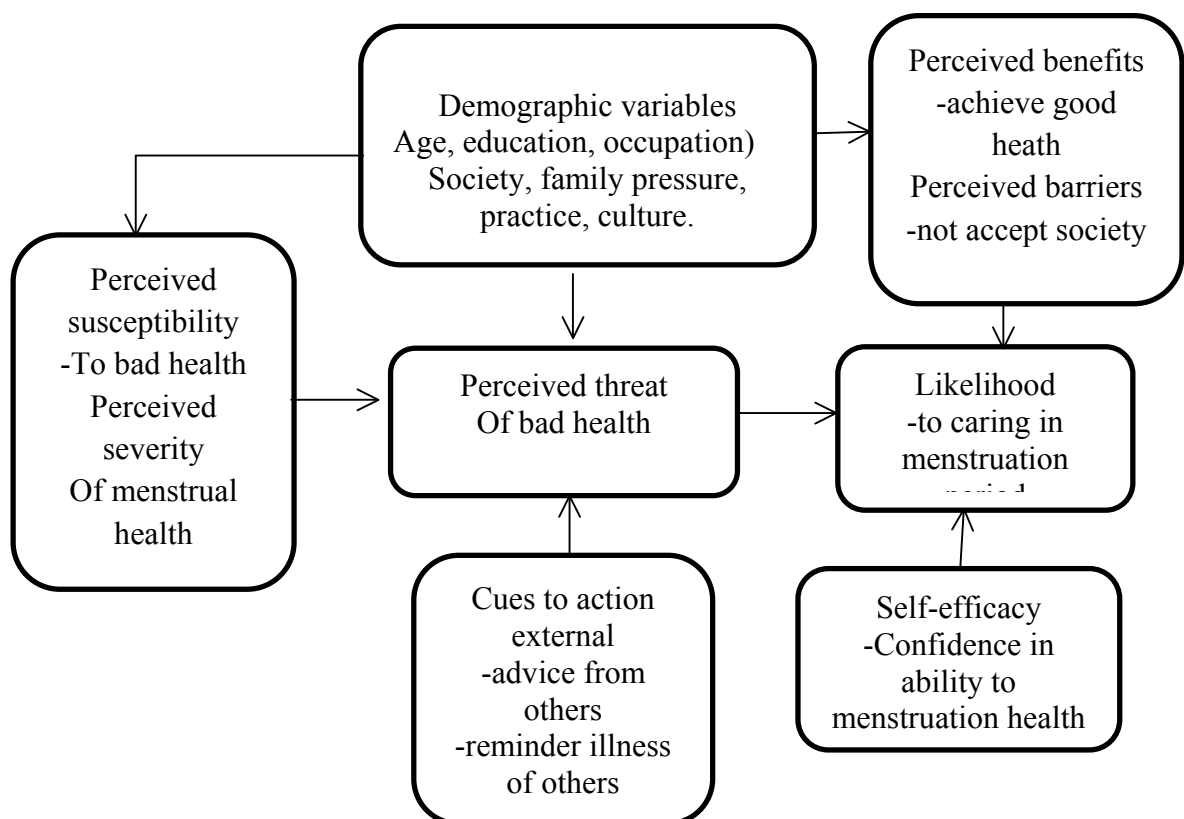 Demographic variables
Age, education, occupation)
Society, family pressure,
practice, culture.
Perceived benefits
-achieve good
heath
Perceived barriers
-not accept society
Perceived
susceptibility
-To bad health
Perceived
severity
Of menstrual
health
Perceived threat
Of bad health
Likelihood
-to caring in
menstruation
period
Cues to action
external
-advice from
others
-reminder illness
of others
Self-efficacy
-Confidence in
ability to
menstruation health